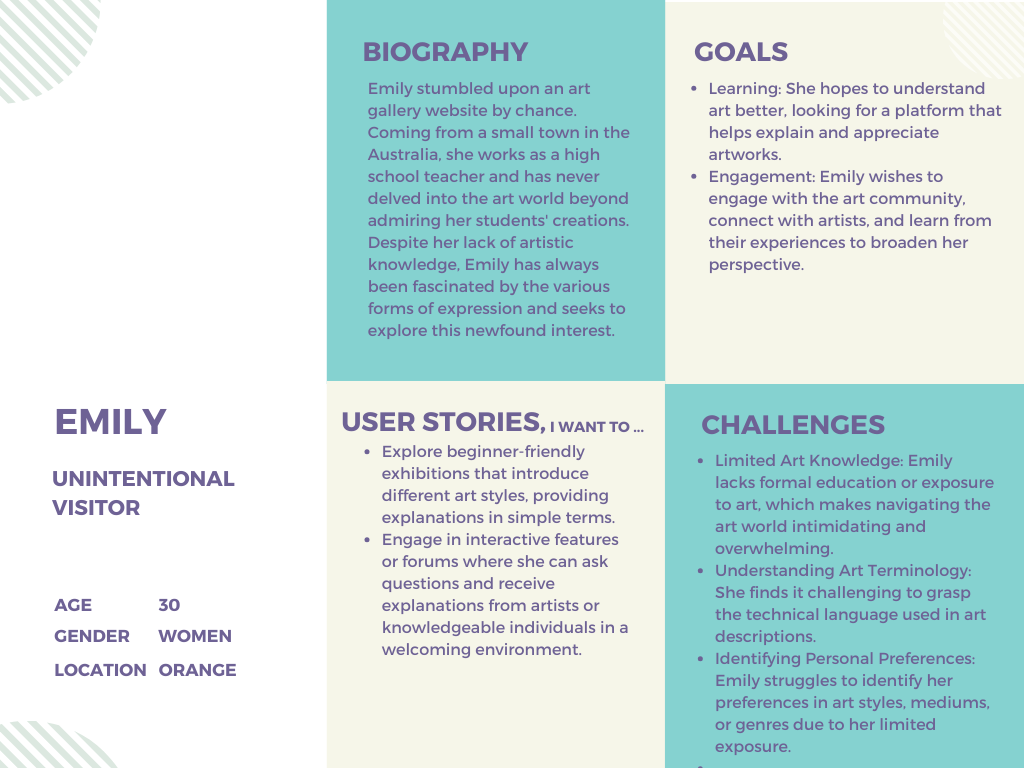 EMILY
UNINTENTIONAL
VISITOR
AGE 30
GENDER WOMEN
LOCATION ORANGE
BIOGRAPHY
Emily stumbled upon an art
gallery website by chance.
Coming from a small town in the
Australia, she works as a high
school teacher and has never
delved into the art world beyond
admiring her students' creations.
Despite her lack of artistic
knowledge, Emily has always
been fascinated by the various
forms of expression and seeks to
explore this newfound interest.
GOALS
• Learning: She hopes to understand
art better, looking for a platform that
helps explain and appreciate
artworks.
• Engagement: Emily wishes to
engage with the art community,
connect with artists, and learn from
their experiences to broaden her
perspective.
USER STORIES, I WANT TO ...
• Explore beginner-friendly
exhibitions that introduce
different art styles, providing
explanations in simple terms.
• Engage in interactive features
or forums where she can ask
questions and receive
explanations from artists or
knowledgeable individuals in a
welcoming environment.
CHALLENGES
• Limited Art Knowledge: Emily
lacks formal education or exposure
to art, which makes navigating the
art world intimidating and
overwhelming.
• Understanding Art Terminology:
She finds it challenging to grasp
the technical language used in art
descriptions.
• Identifying Personal Preferences:
Emily struggles to identify her
preferences in art styles, mediums,
or genres due to her limited
exposure.